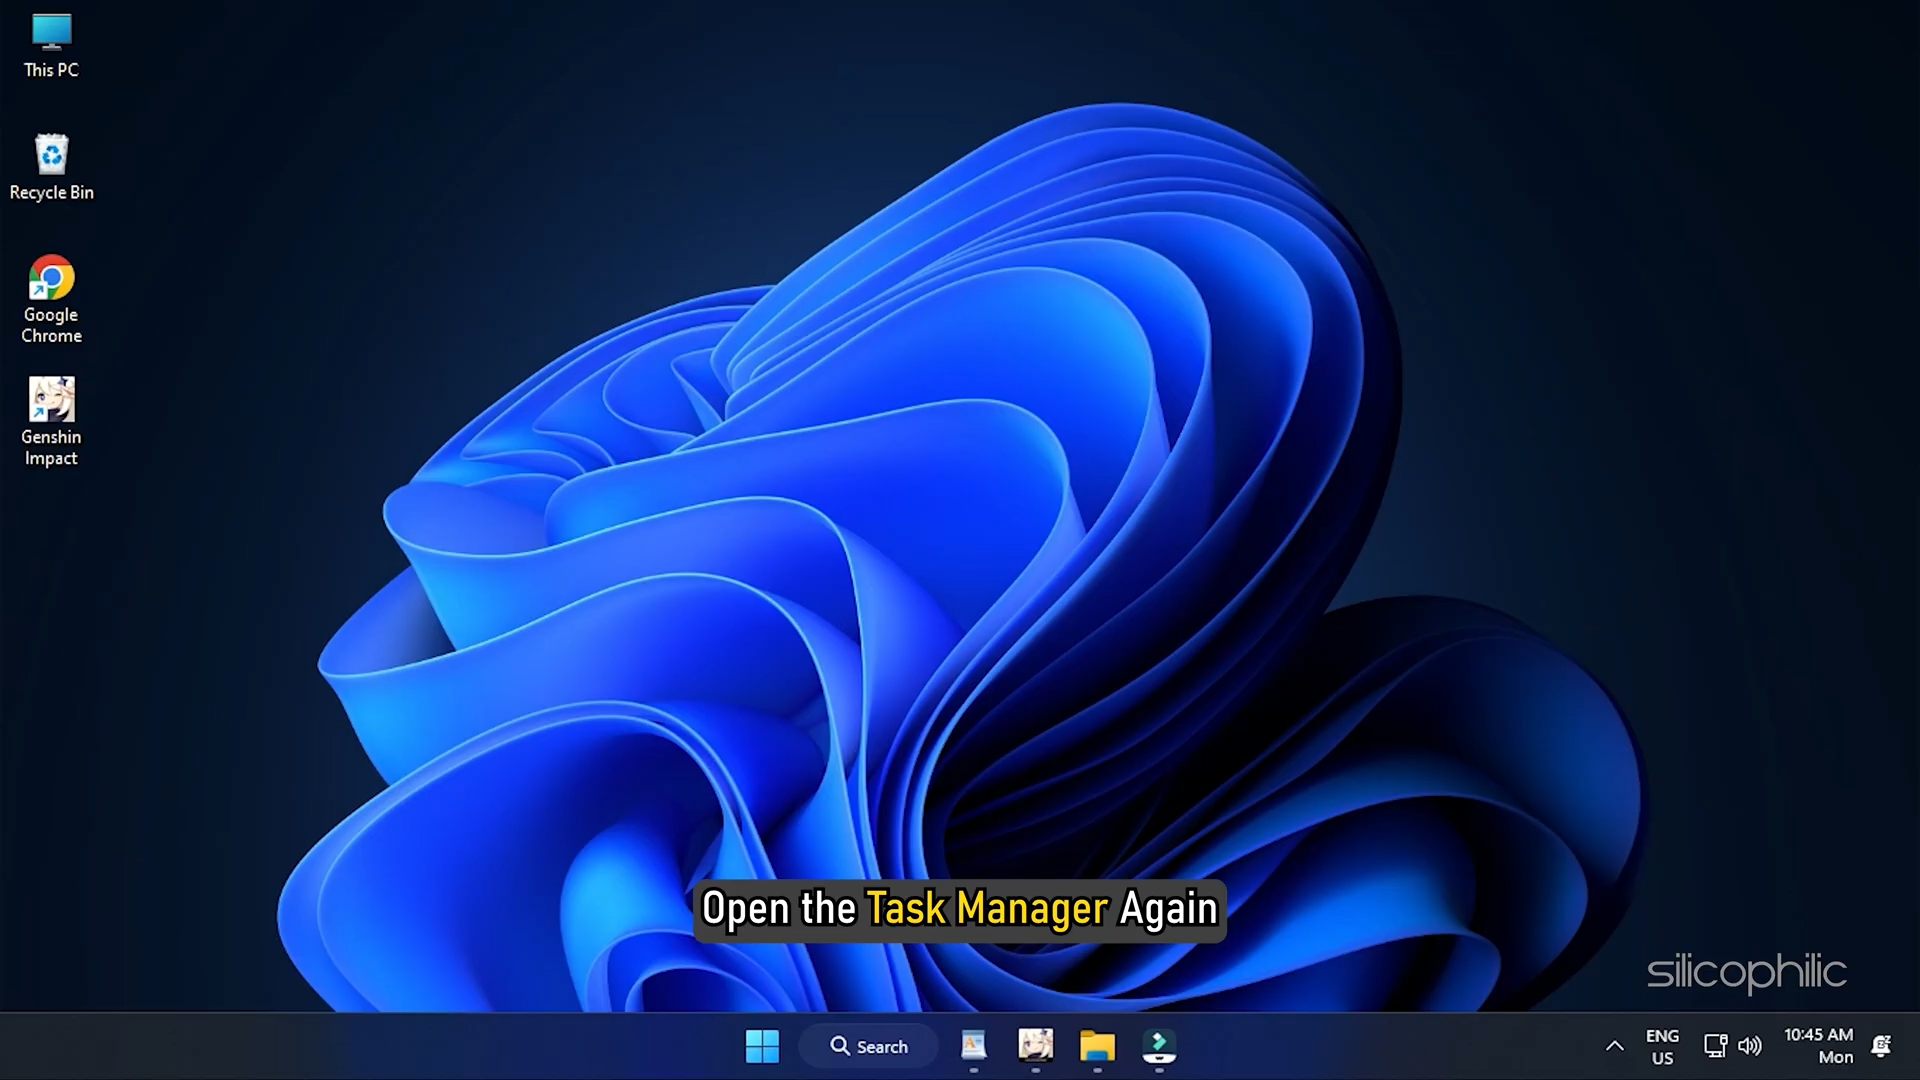 This PC
Recycle Bin
Google
Chrome
Genshin
Impact
Open the Task Manager Again
silicophilic
Search
ENG
US
10:45 AM
Mon